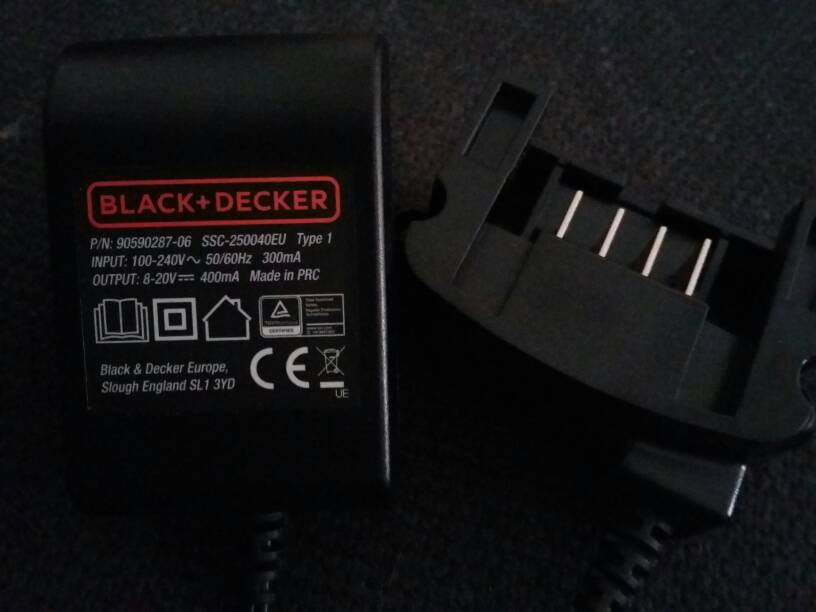 BLACK+DECKER
P/N: 90590287-06 SSC-250040EU Type 1
INPUT: 100-240V～ 50/60Hz 300mA
OUTPUT: 8-20V⎓ 400mA Made in PRC
CERTIFIED
Black & Decker Europe,
Slough England SL1 3YD
CE
UE